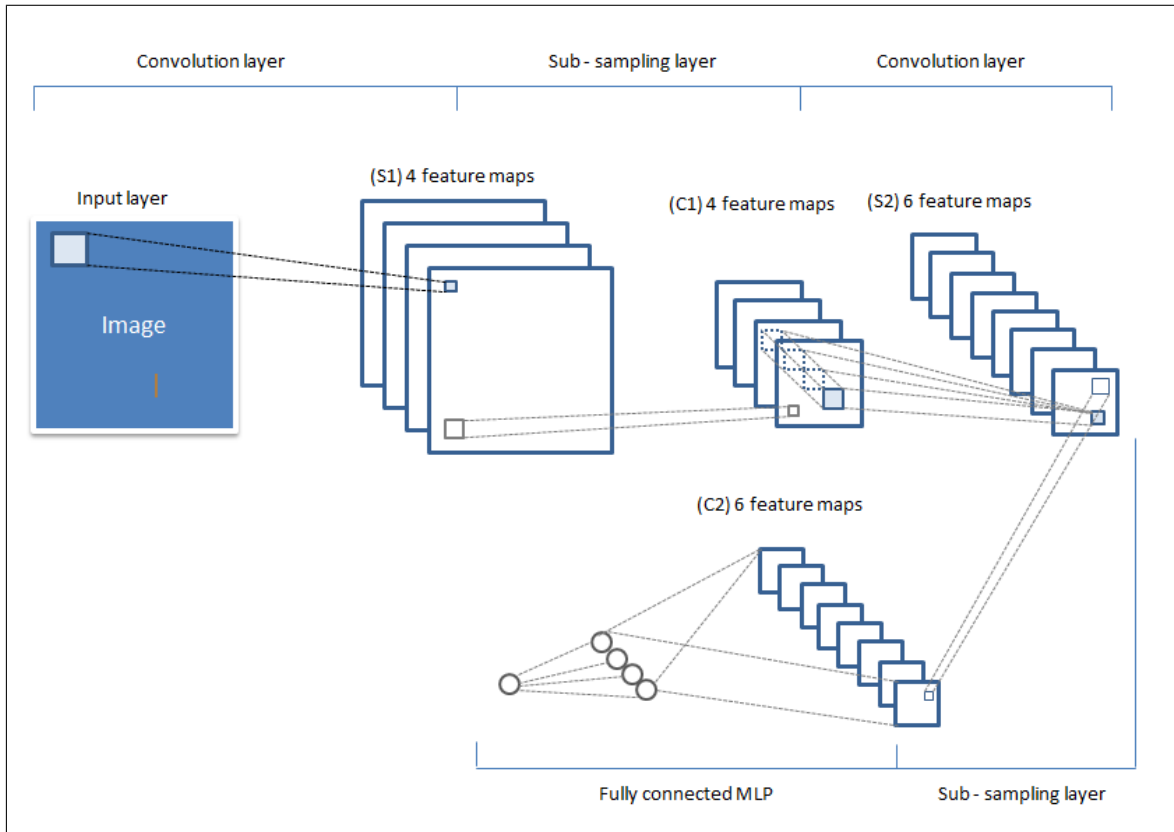 Convolution layer
Sub - sampling layer
Convolution layer
Input layer
(S1) 4 feature maps
(C1) 4 feature maps
(S2) 6 feature maps
Image
(C2) 6 feature maps
Fully connected MLP
Sub - sampling layer